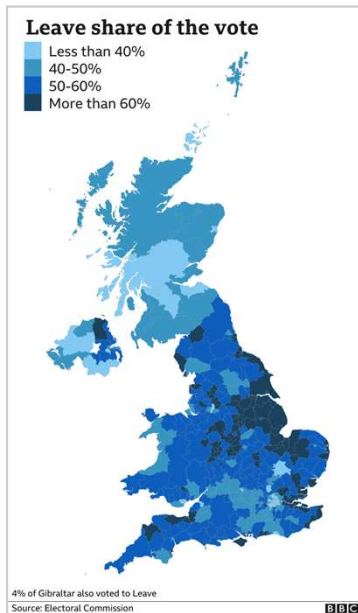 Leave share of the vote
Less than 40%
40-50%
50-60%
More than 60%
4% of Gibraltar also voted to Leave
Source: Electoral Commission
BBC